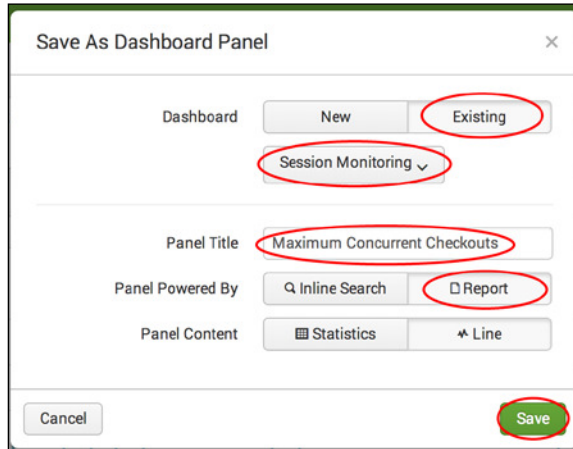 Save As Dashboard Panel
Dashboard New Existing
Session Monitoring
Panel Title Maximum Concurrent Checkouts
Panel Powered By Inline Search Report
Panel Content Statistics Line
Cancel Save